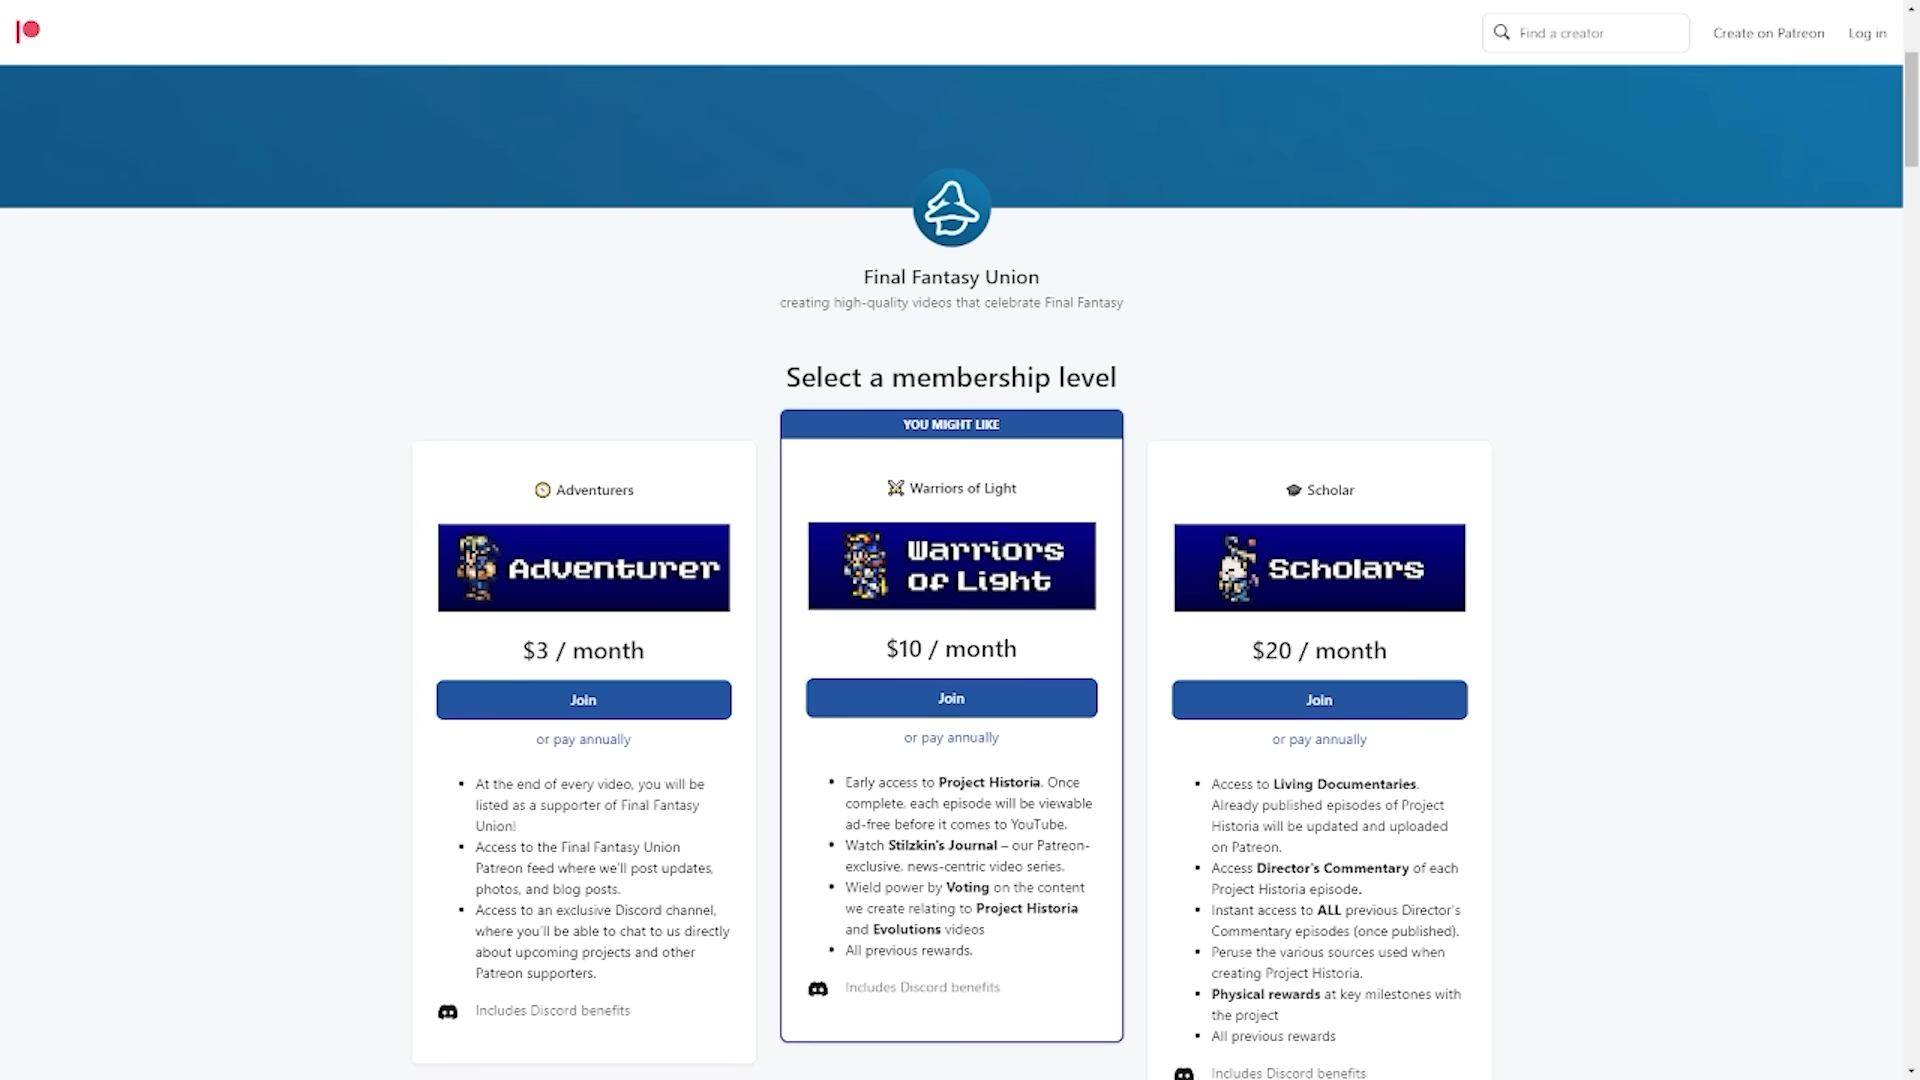 Find a creator
Create on Patreon
Log in
Final Fantasy Union
creating high-quality videos that celebrate Final Fantasy
Select a membership level
Adventurers
Adventurer
$3 / month
Join
or pay annually
At the end of every video, you will be
listed as a supporter of Final Fantasy
Union!
Access to the Final Fantasy Union
Patreon feed where we'll post updates,
photos, and blog posts.
Access to an exclusive Discord channel,
where you'll be able to chat to us directly
about upcoming projects and other
Patreon supporters.
Includes Discord benefits
YOU MIGHT LIKE
Warriors of Light
Warriors
of Light
$10 / month
Join
or pay annually
Early access to Project Historia. Once
complete, each episode will be viewable
ad-free before it comes to YouTube.
Watch Stilzkin's Journal – our Patreon-
exclusive, news-centric video series.
Wield power by Voting on the content
we create relating to Project Historia
and Evolutions videos
All previous rewards.
Includes Discord benefits
Scholar
Scholars
$20 / month
Join
or pay annually
Access to Living Documentaries.
Already published episodes of Project
Historia will be updated and uploaded
on Patreon.
Access Director's Commentary of each
Project Historia episode.
Instant access to ALL previous Director's
Commentary episodes (once published).
Peruse the various sources used when
creating Project Historia.
Physical rewards at key milestones with
the project
All previous rewards
Includes Discord benefits